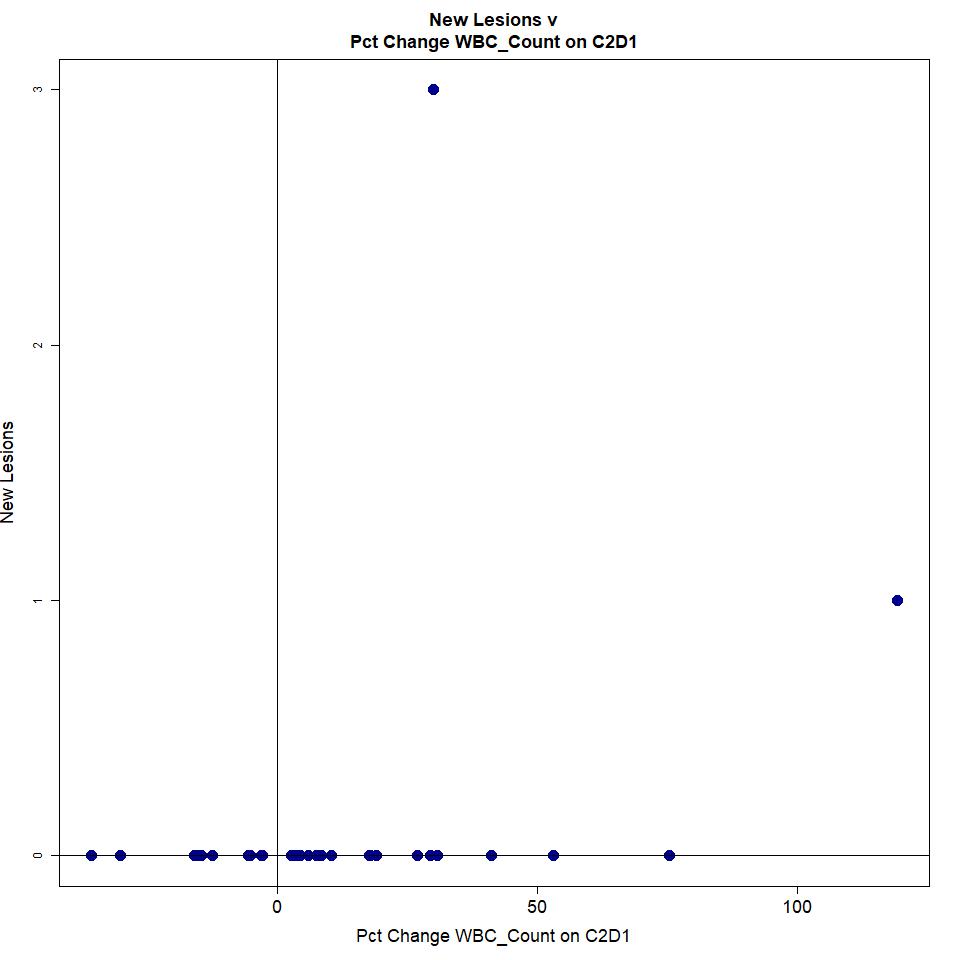 New Lesions v
Pct Change WBC_Count on C2D1
3
2
1
0
New Lesions
0 50 100
Pct Change WBC_Count on C2D1